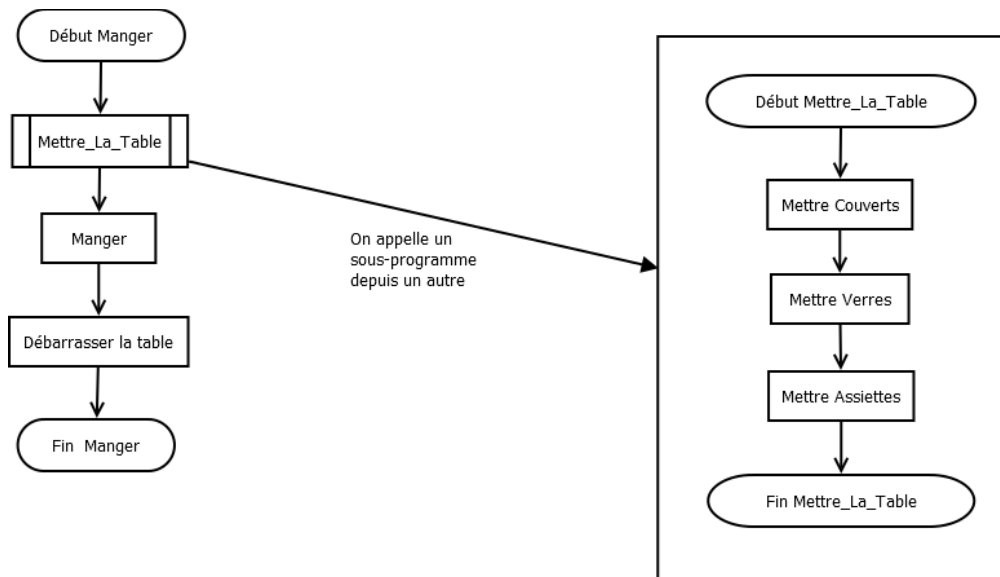 Début Manger
Mettre_La_Table
Manger
Débarrasser la table
Fin Manger
On appelle un
sous-programme
depuis un autre
Début Mettre_La_Table
Mettre Couverts
Mettre Verres
Mettre Assiettes
Fin Mettre_La_Table